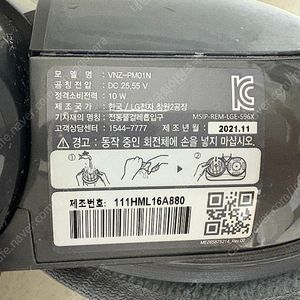 모 델 명 : VNZ-PM01N
정 격 전 압 : DC 25.55 V
정격소비전력 : 10 W
제 조 국 : 한국 / LG전자 창원2공장
기자재의 명칭 : 전동물걸레흡입구
고객상담센터 : 1544-7777
제 조 년 월 : 2021.11
MSIP-REM-LGE-S96X
경고 : 동작 중인 회전체에 손을 넣지 마십시오.
제조번호: 111HML16A880